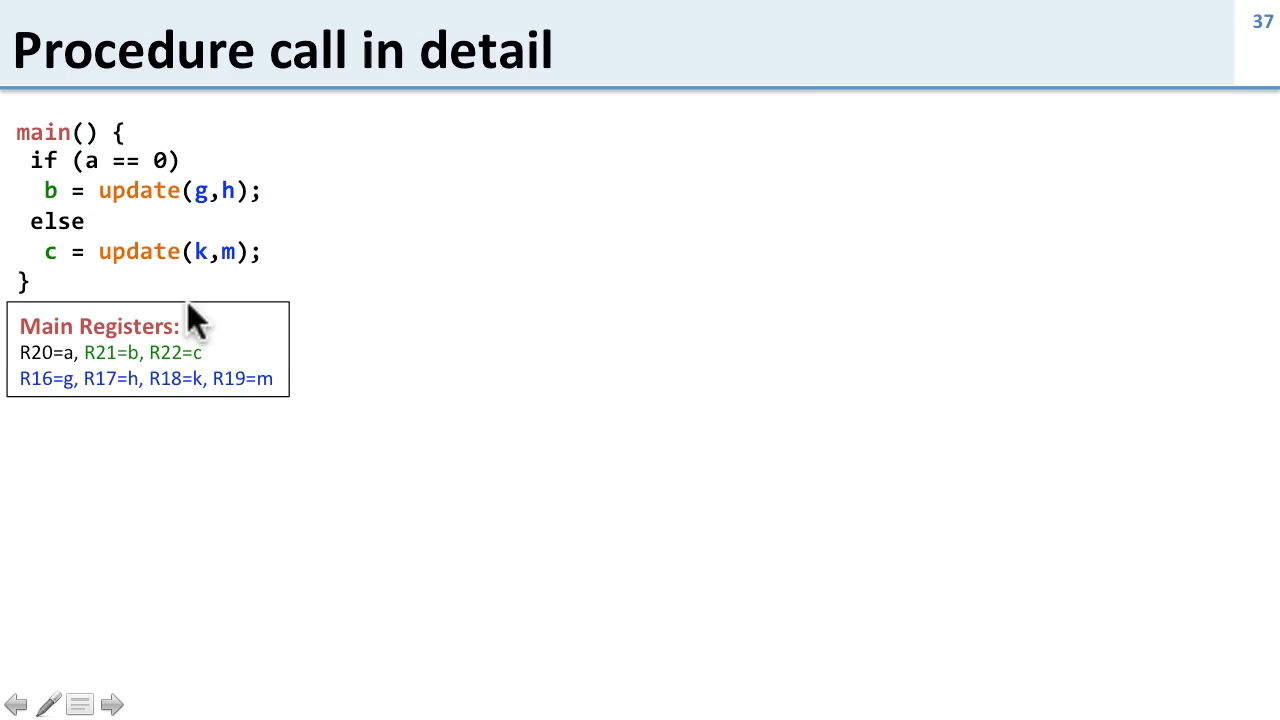 Procedure call in detail
37
main() {
if (a == 0)
b = update(g,h);
else
c = update(k,m);
}
Main Registers:
R20=a, R21=b, R22=c
R16=g, R17=h, R18=k, R19=m